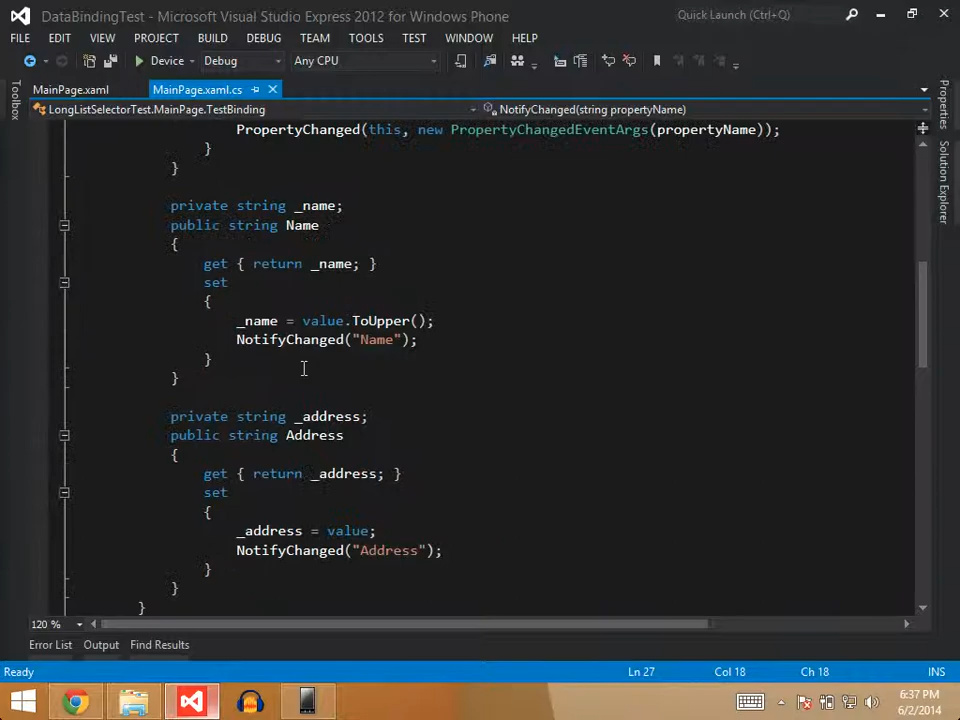 DataBindingTest - Microsoft Visual Studio Express 2012 for Windows Phone
Quick Launch (Ctrl+Q)
FILE EDIT VIEW PROJECT BUILD DEBUG TEAM TOOLS TEST WINDOW HELP
Device Debug Any CPU
MainPage.xaml MainPage.xaml.cs
LongListSelectorTest.MainPage.TestBinding NotifyChanged(string propertyName)
Toolbox
Properties
Solution Explorer
PropertyChanged(this, new PropertyChangedEventArgs(propertyName));
}
}
private string _name;
public string Name
{
get { return _name; }
set
{
_name = value.ToUpper();
NotifyChanged("Name");
}
}
private string _address;
public string Address
{
get { return _address; }
set
{
_address = value;
NotifyChanged("Address");
}
}
}
120 %
Error List Output Find Results
Ready Ln 27 Col 18 Ch 18 INS
6:37 PM
6/2/2014